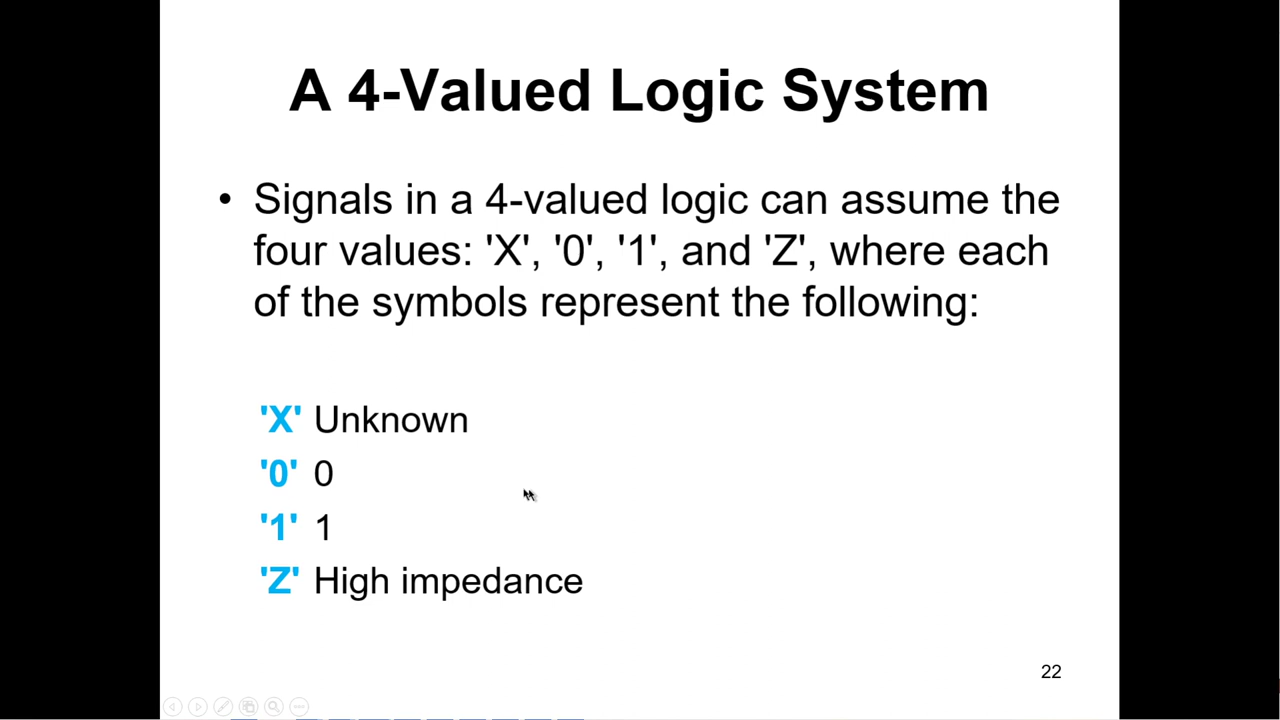 A 4-Valued Logic System
• Signals in a 4-valued logic can assume the
four values: 'X', '0', '1', and 'Z', where each
of the symbols represent the following:
'X' Unknown
'0' 0
'1' 1
'Z' High impedance
22